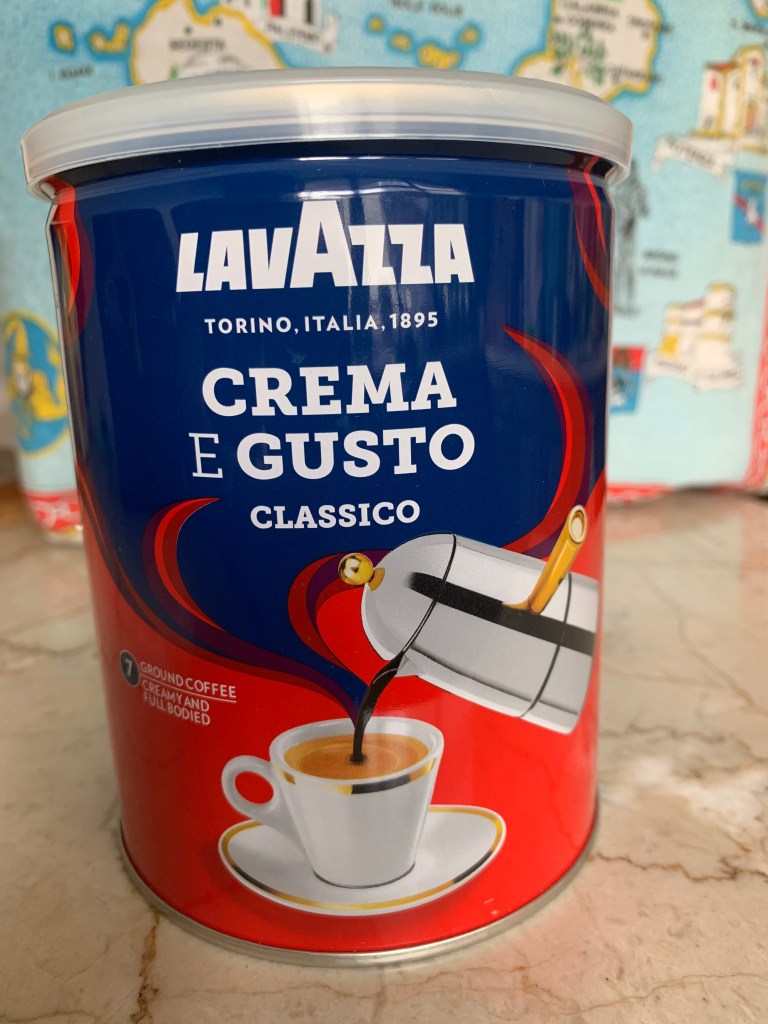 LAVAZZA
TORINO, ITALIA, 1895
CREMA
E GUSTO
CLASSICO
7
GROUND COFFEE
CREAMY AND
FULL BODIED